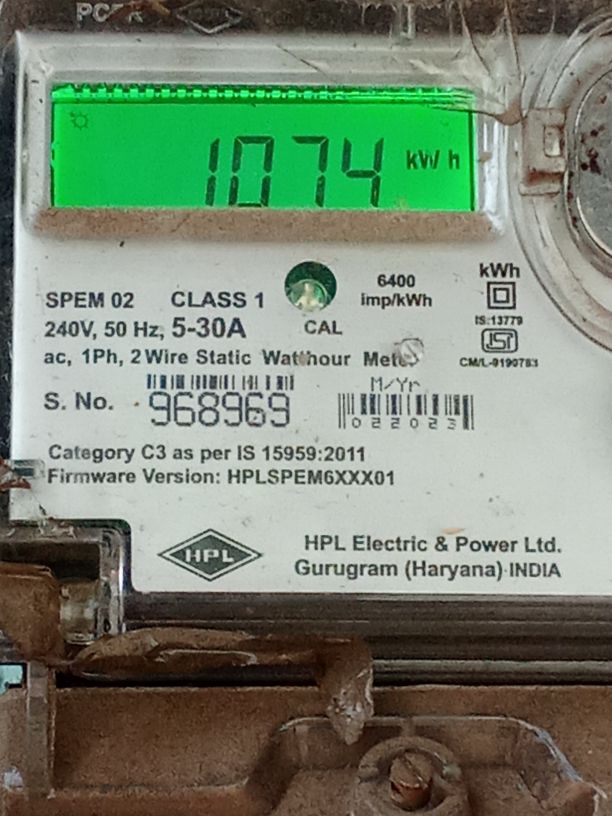 1074 kWh
SPEM 02 CLASS 1
6400
imp/kWh
kWh
240V, 50 Hz, 5-30A
CAL
IS:13779
ac, 1Ph, 2 Wire Static Watthour Meter
CM/L-9190783
M/Yr
S. No. 968969
022023
Category C3 as per IS 15959:2011
Firmware Version: HPLSPEM6XXX01
HPL
HPL Electric & Power Ltd.
Gurugram (Haryana) INDIA